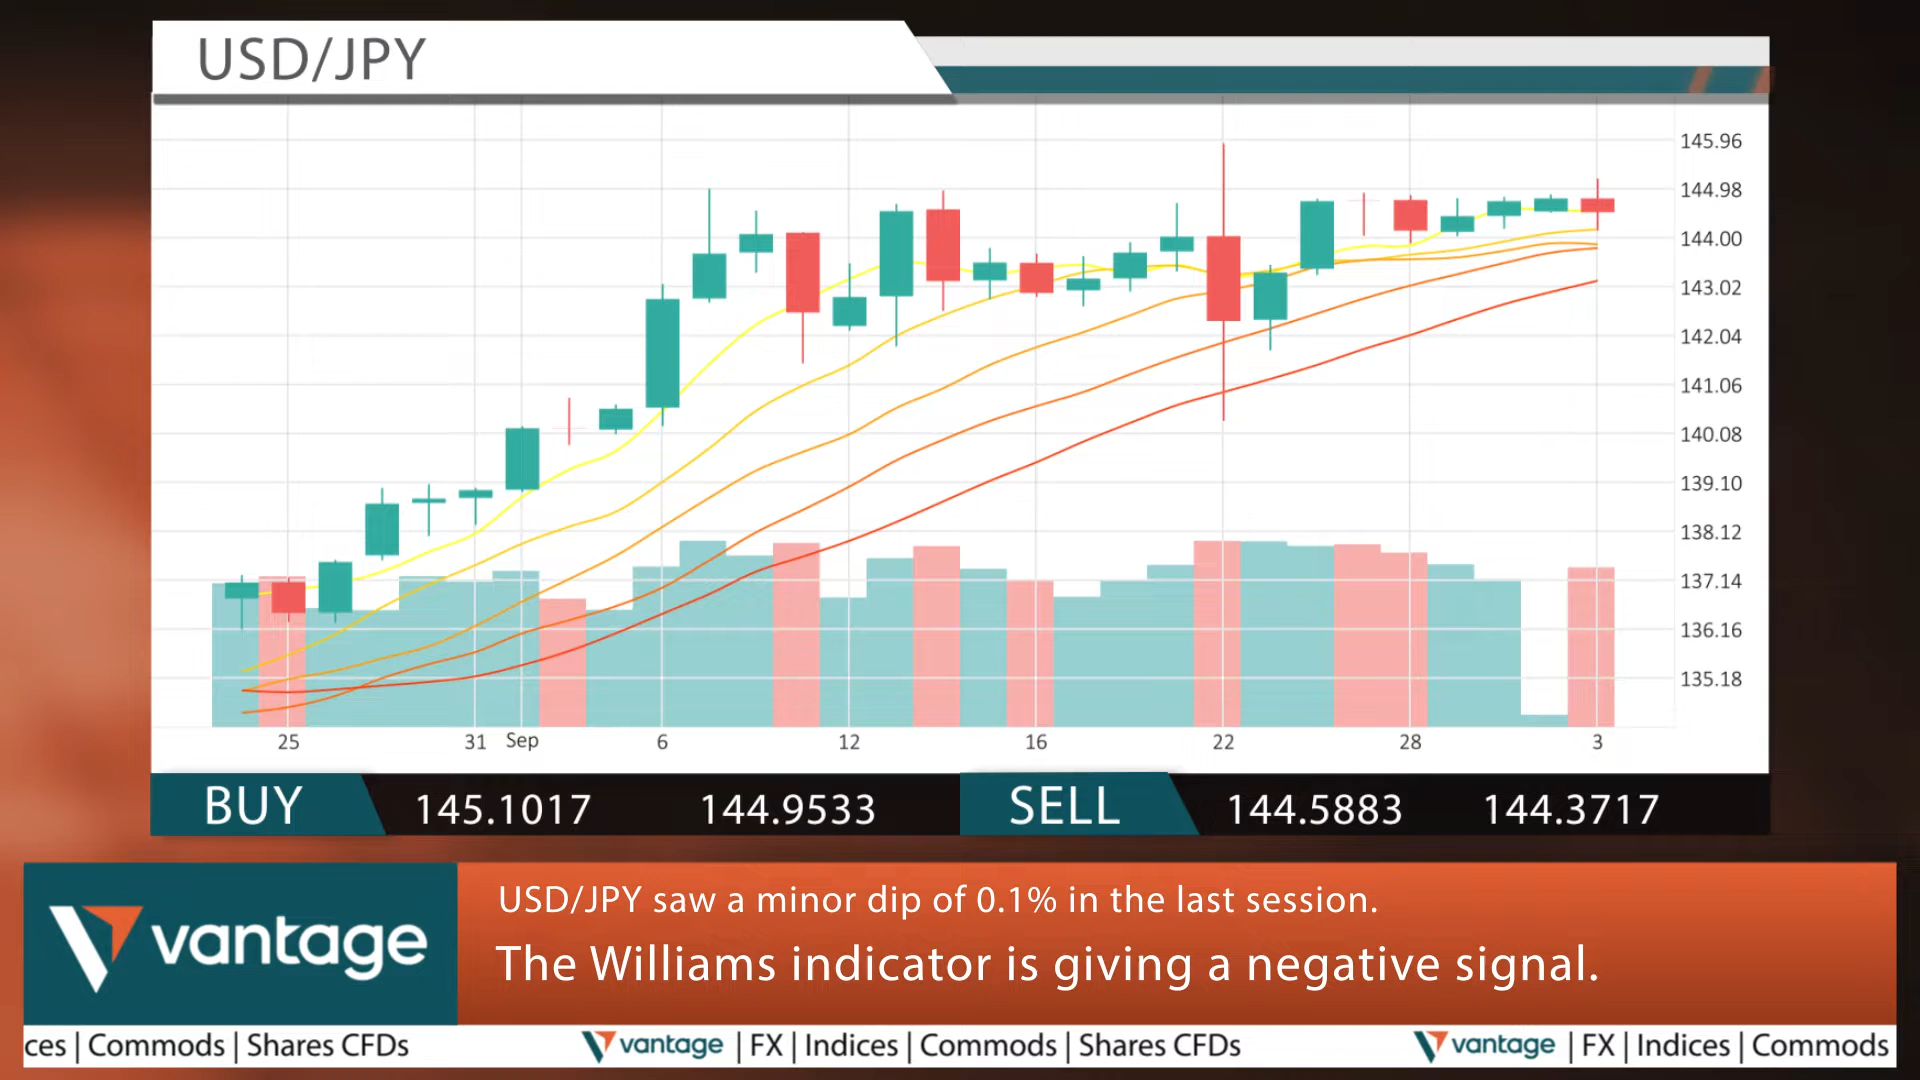 USD/JPY
145.96
144.98
144.00
143.02
142.04
141.06
140.08
139.10
138.12
137.14
136.16
135.18
25 31 Sep 6 12 16 22 28 3
BUY 145.1017 144.9533 SELL 144.5883 144.3717
vantage
USD/JPY saw a minor dip of 0.1% in the last session.
The Williams indicator is giving a negative signal.
ces | Commods | Shares CFDs vantage | FX | Indices | Commods | Shares CFDs vantage | FX | Indices | Commods